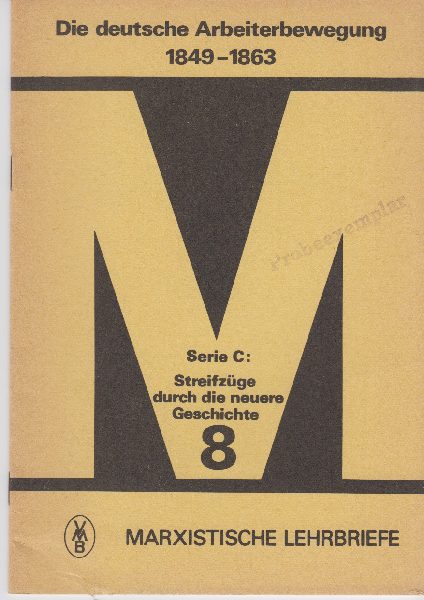 Die deutsche Arbeiterbewegung
1849-1863
Probeexemplar
Serie C:
Streifzüge
durch die neuere
Geschichte
8
VMB
MARXISTISCHE LEHRBRIEFE